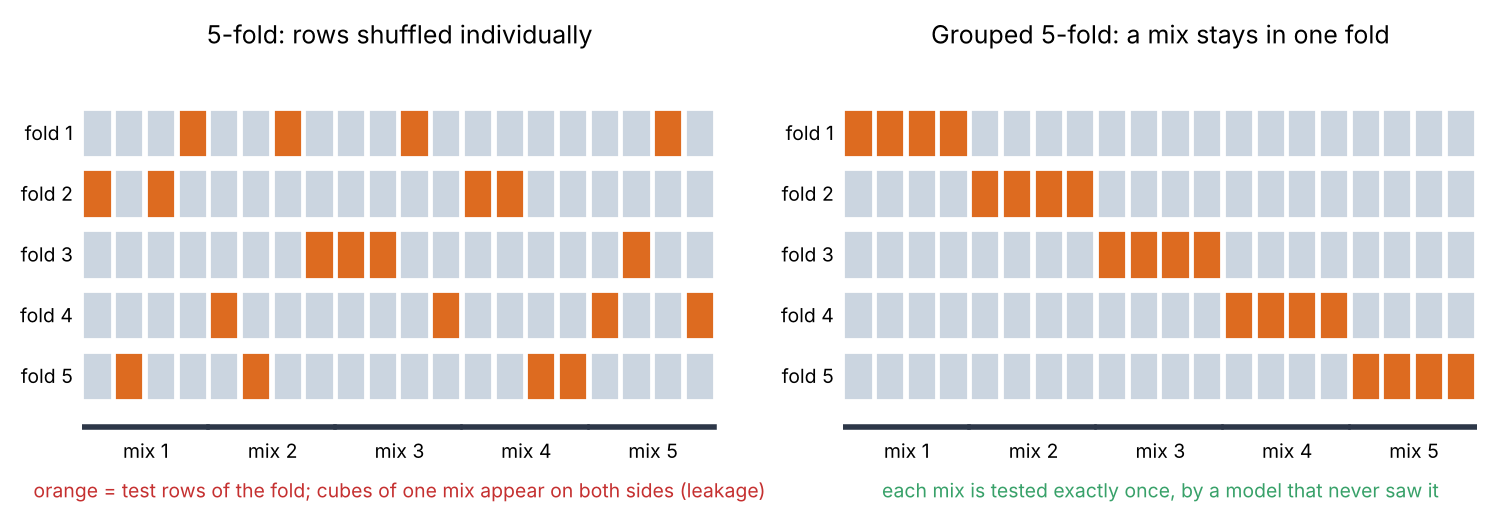 5-fold: rows shuffled individually
fold 1
fold 2
fold 3
fold 4
fold 5
mix 1 mix 2 mix 3 mix 4 mix 5
orange = test rows of the fold; cubes of one mix appear on both sides (leakage)
Grouped 5-fold: a mix stays in one fold
fold 1
fold 2
fold 3
fold 4
fold 5
mix 1 mix 2 mix 3 mix 4 mix 5
each mix is tested exactly once, by a model that never saw it